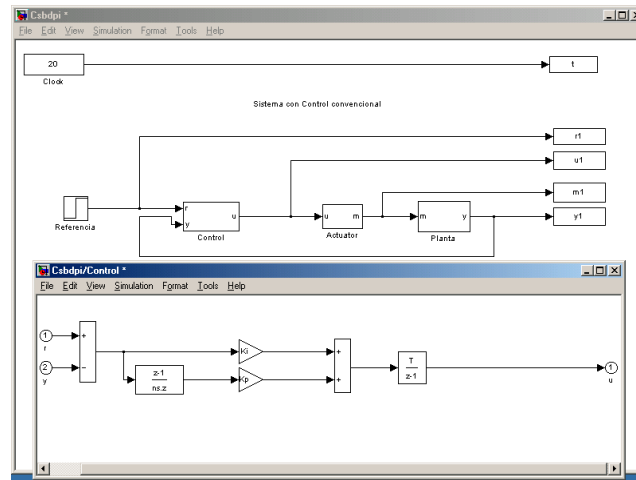 Csbdpi *
File Edit View Simulation Format Tools Help
20
t
Clock
Sistema con Control convencional
r1
u1
m1
y1
r
y
u
u
m
m
y
Referencia
Control
Actuator
Planta
Csbdpi/Control *
File Edit View Simulation Format Tools Help
1
r
+
-
2
y
z-1
ns.z
Ki
Kp
+
+
T
z-1
1
u